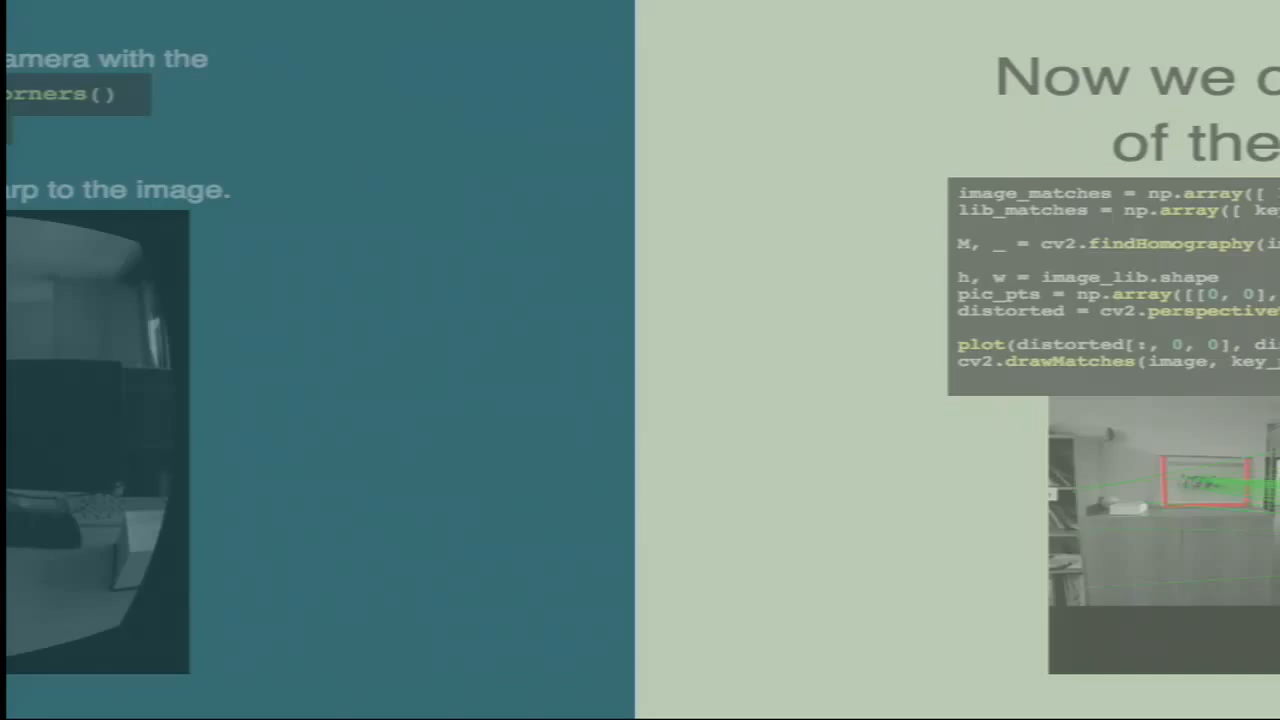 amera with the
orners()
arp to the image.
Now we
of the
image_matches = np.array([
lib_matches = np.array([ key
M, _ = cv2.findHomography(i
h, w = image_lib.shape
pic_pts = np.array([[0, 0],
distorted = cv2.perspective
plot(distorted[:, 0, 0], di
cv2.drawMatches(image, key_